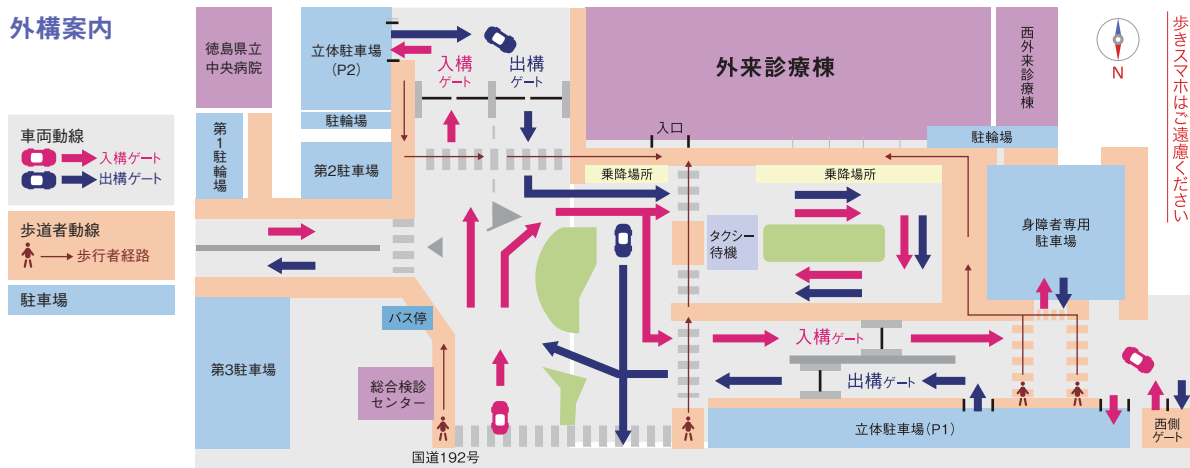 外構案内
車両動線
入構ゲート
出構ゲート
歩道者動線
歩行者経路
駐車場
徳島県立
中央病院
立体駐車場
(P2)
駐輪場
第1駐輪場
第2駐車場
入構
ゲート
出構
ゲート
外来診療棟
西外来診療棟
N
歩きスマホはご遠慮ください
入口
駐輪場
乗降場所
乗降場所
タクシー
待機
身障者専用
駐車場
バス停
第3駐車場
総合検診
センター
入構ゲート
出構ゲート
立体駐車場(P1)
西側
ゲート
国道192号